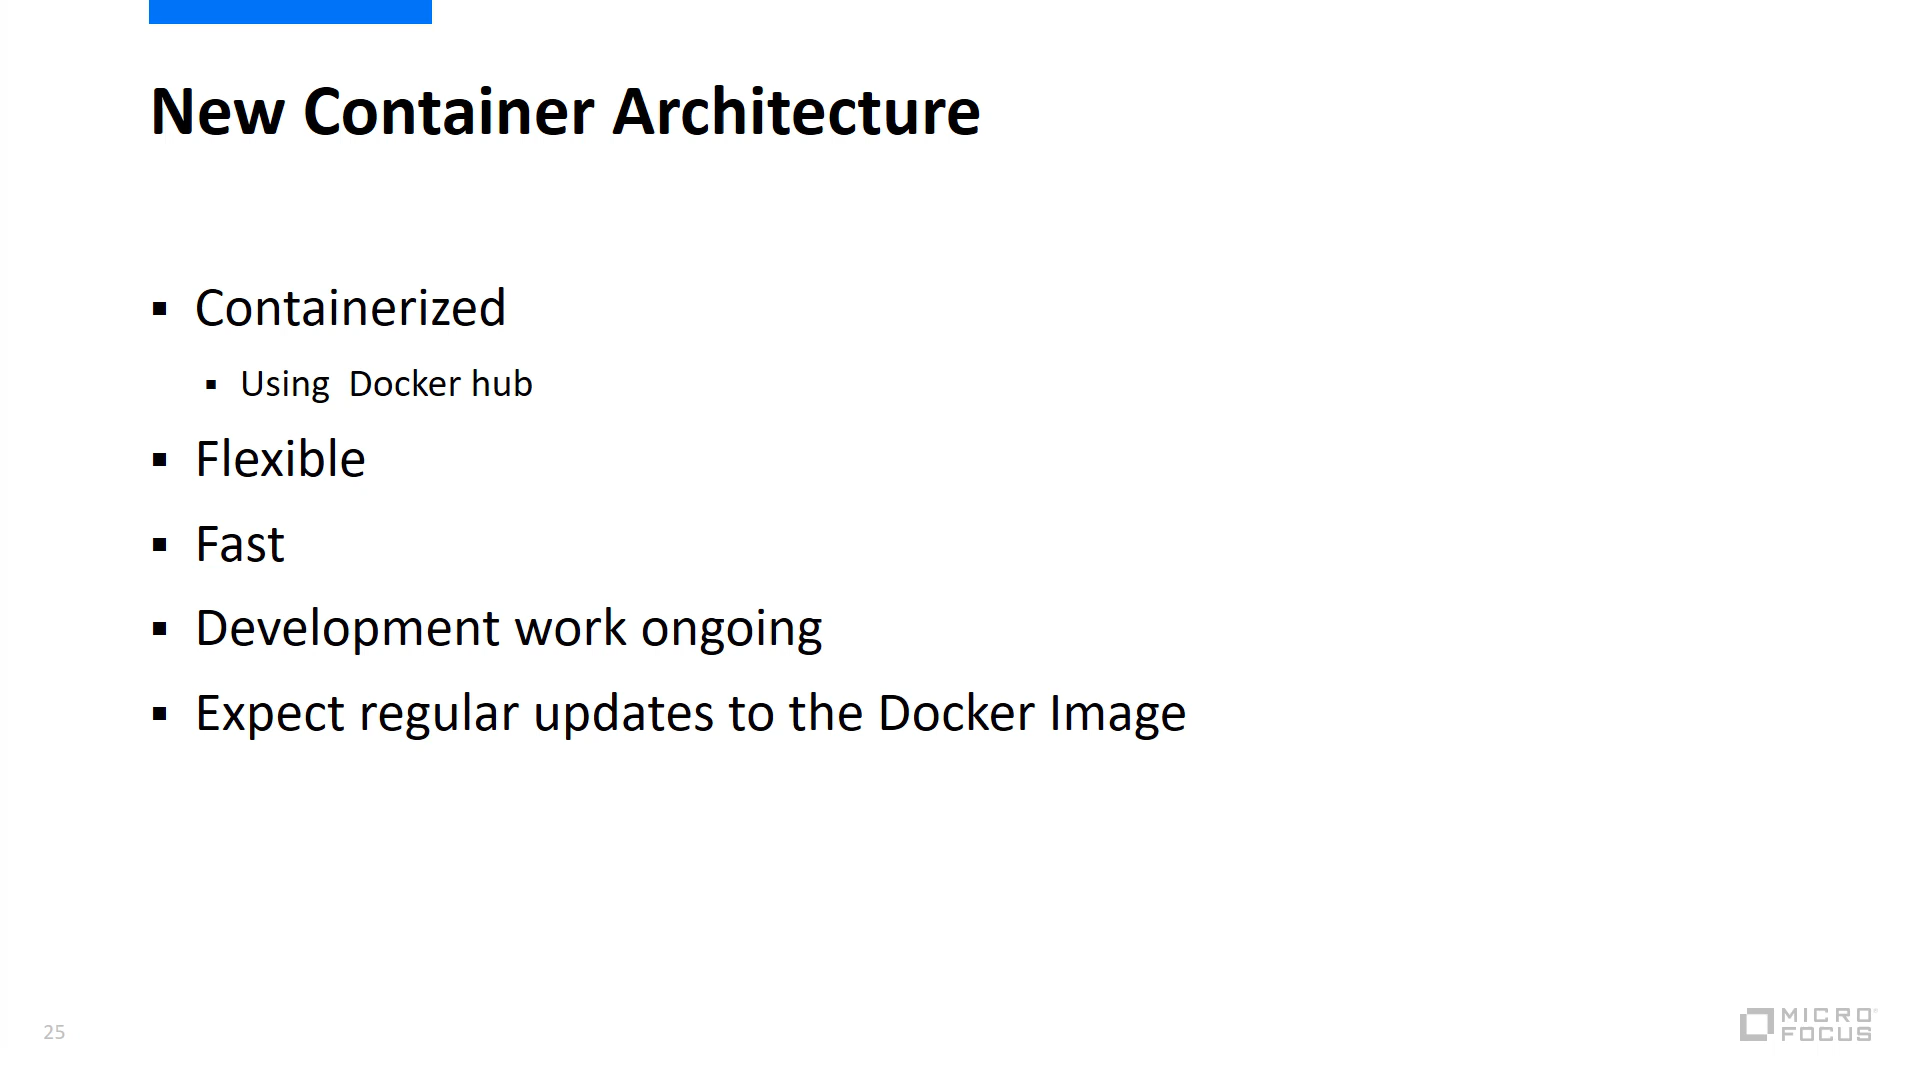 New Container Architecture
▪ Containerized
▪ Using  Docker hub
▪ Flexible
▪ Fast
▪ Development work ongoing
▪ Expect regular updates to the Docker Image
25
MICRO
FOCUS